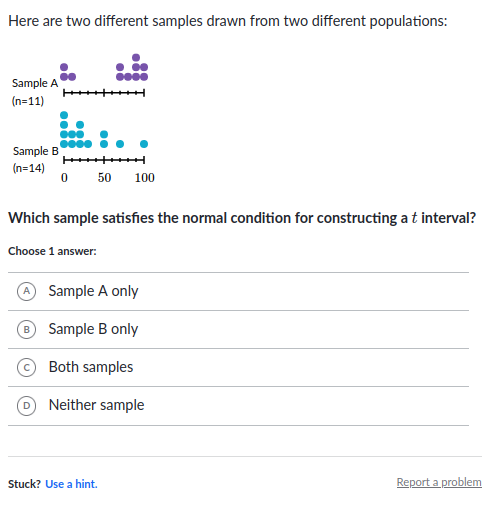 Here are two different samples drawn from two different populations:
Sample A
(n=11)
Sample B
(n=14)
0 50 100
Which sample satisfies the normal condition for constructing a t interval?
Choose 1 answer:
A Sample A only
B Sample B only
C Both samples
D Neither sample
Stuck? Use a hint.
Report a problem